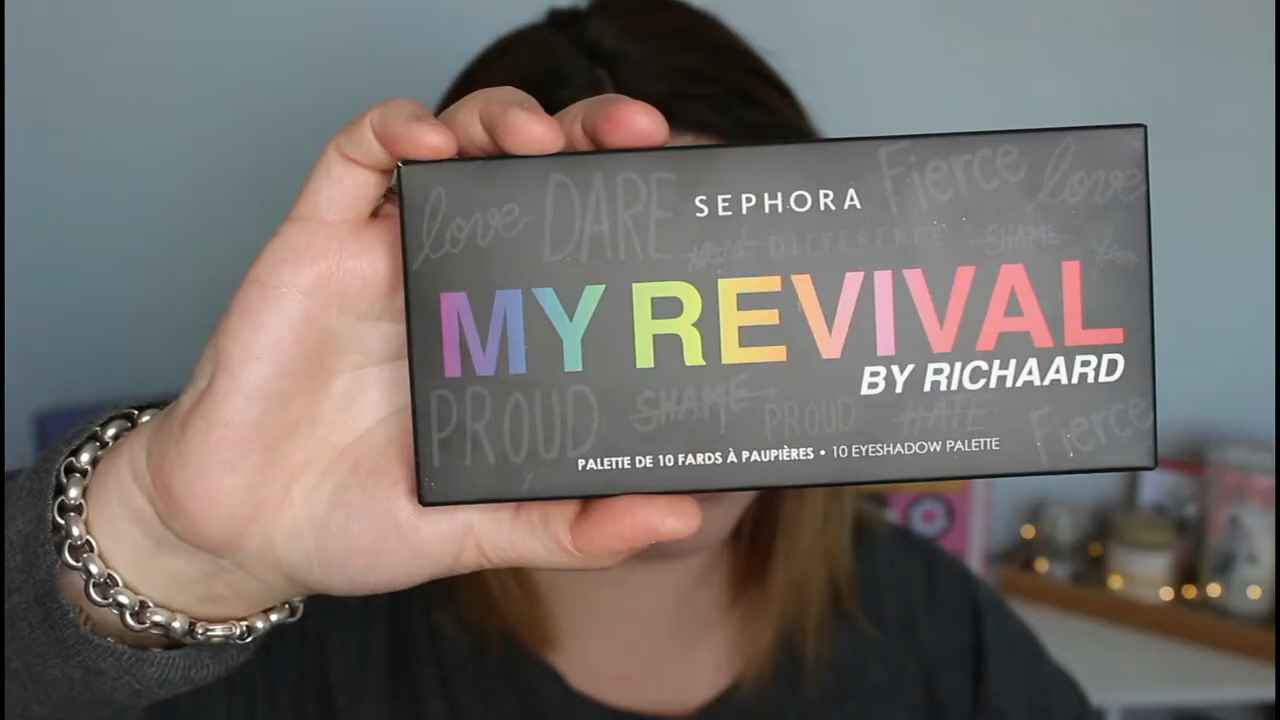 SEPHORA
love DARE Fierce love
DIFFERENCE SHAME
MY REVIVAL
BY RICHAARD
PROUD SHAME PROUD HATE Fierce
PALETTE DE 10 FARDS À PAUPIÈRES • 10 EYESHADOW PALETTE